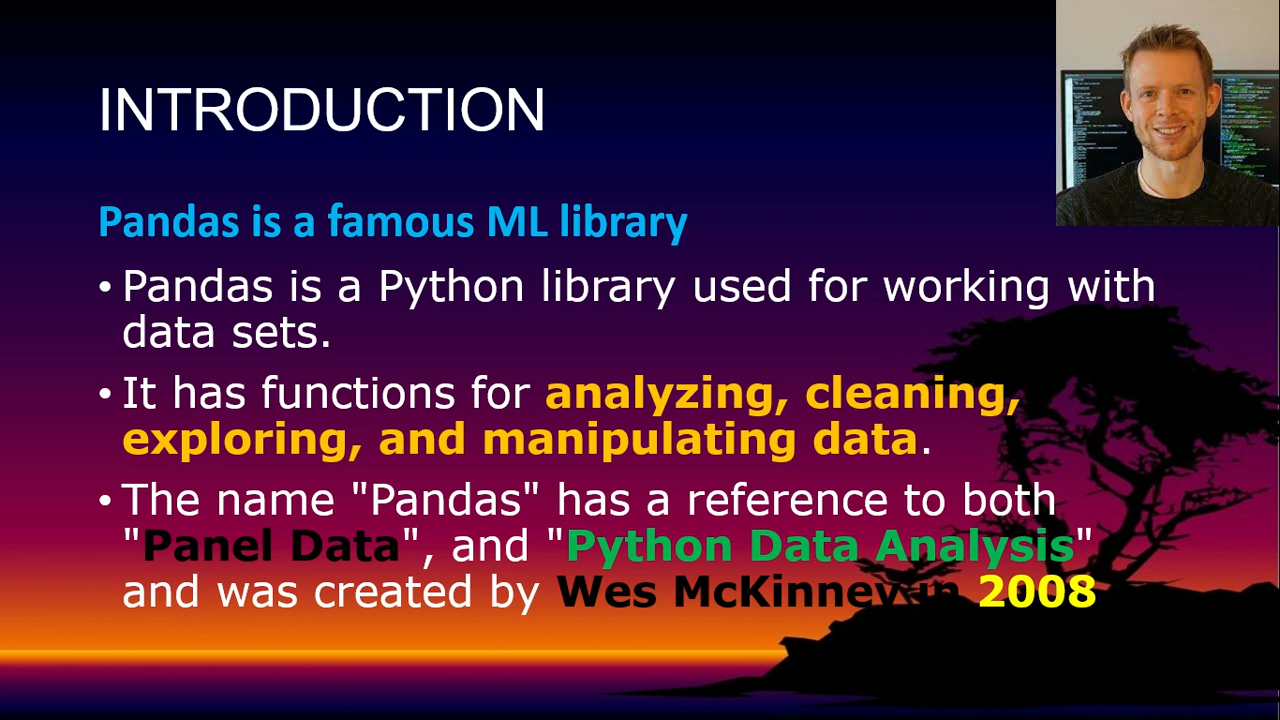 INTRODUCTION
Pandas is a famous ML library
• Pandas is a Python library used for working with
data sets.
• It has functions for analyzing, cleaning,
exploring, and manipulating data.
• The name "Pandas" has a reference to both
"Panel Data", and "Python Data Analysis"
and was created by Wes McKinney in 2008